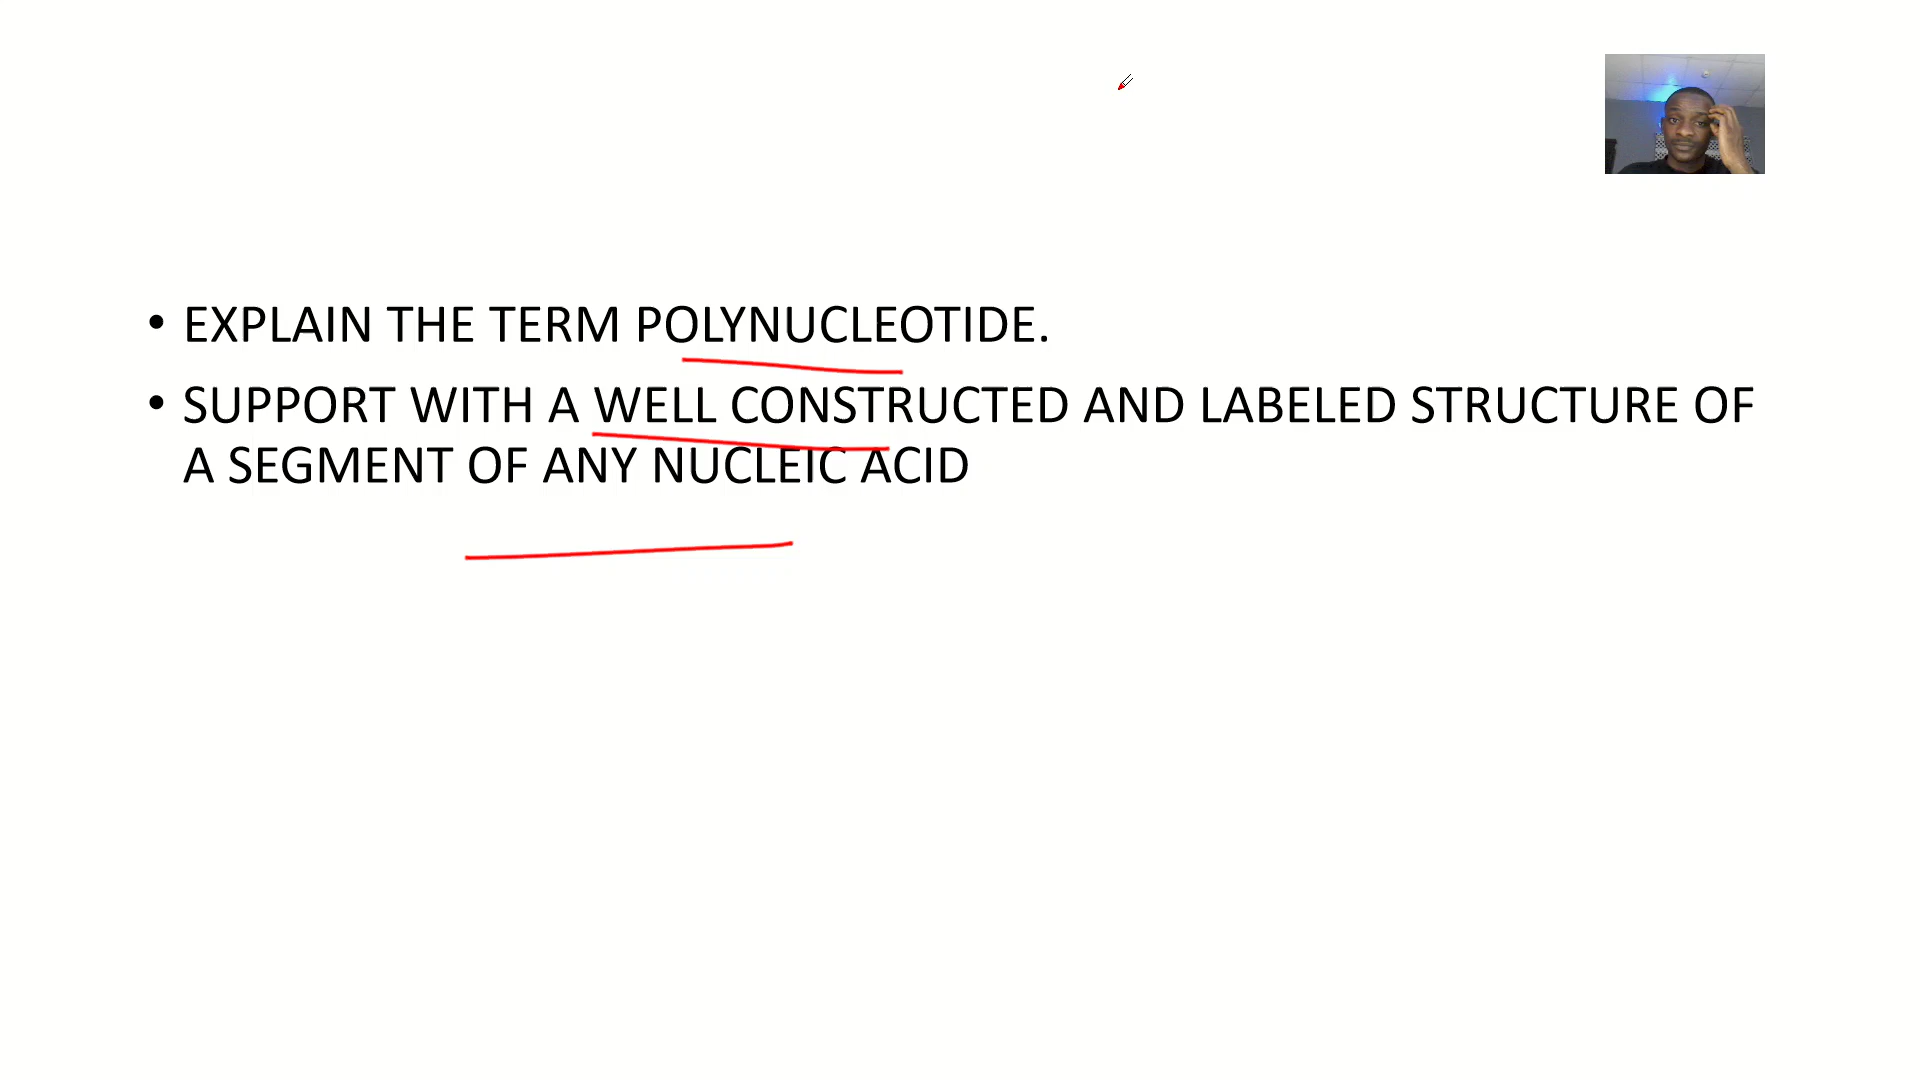 • EXPLAIN THE TERM POLYNUCLEOTIDE.
• SUPPORT WITH A WELL CONSTRUCTED AND LABELED STRUCTURE OF
A SEGMENT OF ANY NUCLEIC ACID